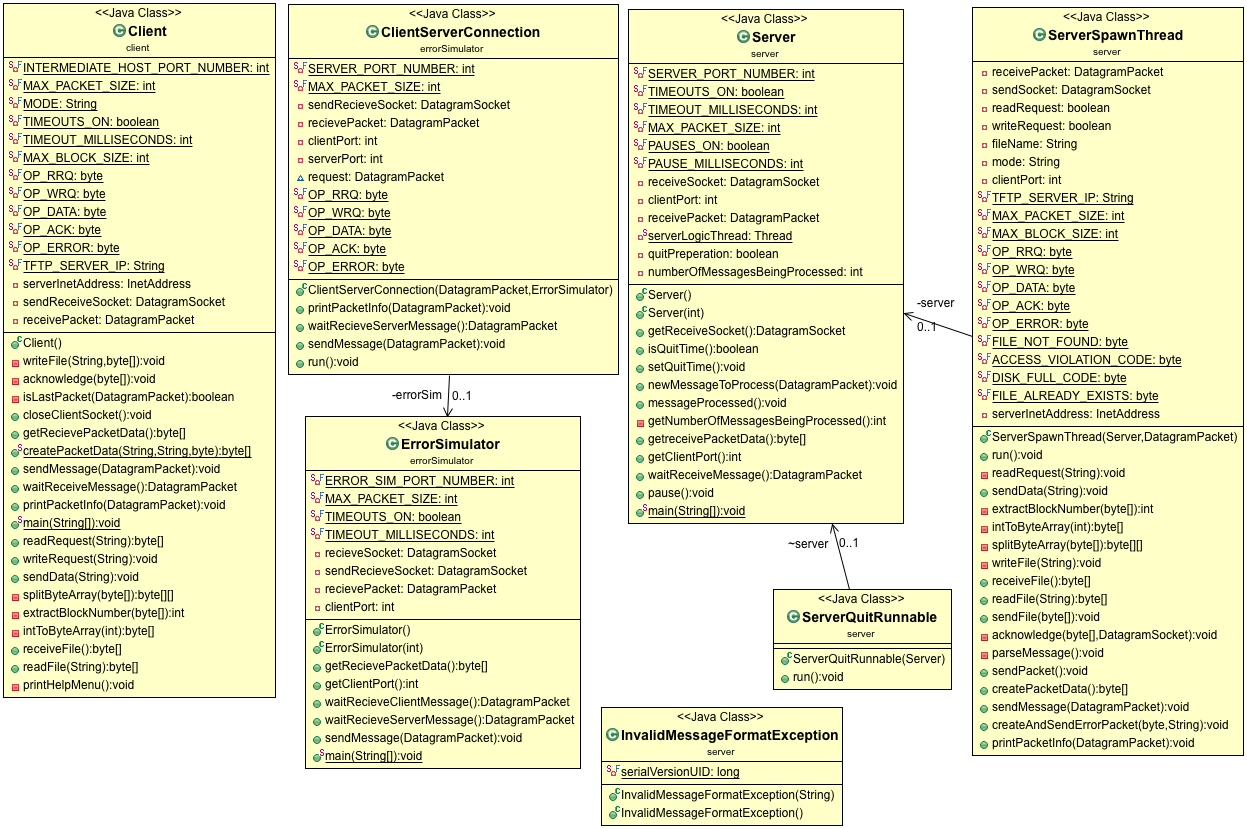 <<Java Class>>
Client
client
INTERMEDIATE_HOST_PORT_NUMBER: int
MAX_PACKET_SIZE: int
MODE: String
TIMEOUTS_ON: boolean
TIMEOUT_MILLISECONDS: int
MAX_BLOCK_SIZE: int
OP_RRQ: byte
OP_WRQ: byte
OP_DATA: byte
OP_ACK: byte
OP_ERROR: byte
TFTP_SERVER_IP: String
serverInetAddress: InetAddress
sendReceiveSocket: DatagramSocket
receivePacket: DatagramPacket
Client()
writeFile(String,byte[]):void
acknowledge(byte[]):void
isLastPacket(DatagramPacket):boolean
closeClientSocket():void
getRecievePacketData():byte[]
createPacketData(String,String,byte):byte[]
sendMessage(DatagramPacket):void
waitReceiveMessage():DatagramPacket
printPacketInfo(DatagramPacket):void
main(String[]):void
readRequest(String):byte[]
writeRequest(String):void
sendData(String):void
splitByteArray(byte[]):byte[][]
extractBlockNumber(byte[]):int
intToByteArray(int):byte[]
receiveFile():byte[]
readFile(String):byte[]
printHelpMenu():void
<<Java Class>>
ClientServerConnection
errorSimulator
SERVER_PORT_NUMBER: int
MAX_PACKET_SIZE: int
sendRecieveSocket: DatagramSocket
recievePacket: DatagramPacket
clientPort: int
serverPort: int
request: DatagramPacket
OP_RRQ: byte
OP_WRQ: byte
OP_DATA: byte
OP_ACK: byte
OP_ERROR: byte
ClientServerConnection(DatagramPacket,ErrorSimulator)
printPacketInfo(DatagramPacket):void
waitRecieveServerMessage():DatagramPacket
sendMessage(DatagramPacket):void
run():void
-errorSim
0..1
<<Java Class>>
ErrorSimulator
errorSimulator
ERROR_SIM_PORT_NUMBER: int
MAX_PACKET_SIZE: int
TIMEOUTS_ON: boolean
TIMEOUT_MILLISECONDS: int
recieveSocket: DatagramSocket
sendRecieveSocket: DatagramSocket
recievePacket: DatagramPacket
clientPort: int
ErrorSimulator()
ErrorSimulator(int)
getRecievePacketData():byte[]
getClientPort():int
waitRecieveClientMessage():DatagramPacket
waitRecieveServerMessage():DatagramPacket
sendMessage(DatagramPacket):void
main(String[]):void
<<Java Class>>
Server
server
SERVER_PORT_NUMBER: int
TIMEOUTS_ON: boolean
TIMEOUT_MILLISECONDS: int
MAX_PACKET_SIZE: int
PAUSES_ON: boolean
PAUSE_MILLISECONDS: int
receiveSocket: DatagramSocket
clientPort: int
receivePacket: DatagramPacket
serverLogicThread: Thread
quitPreperation: boolean
numberOfMessagesBeingProcessed: int
Server()
Server(int)
getReceiveSocket():DatagramSocket
isQuitTime():boolean
setQuitTime():void
newMessageToProcess(DatagramPacket):void
messageProcessed():void
getNumberOfMessagesBeingProcessed():int
getreceivePacketData():byte[]
getClientPort():int
waitReceiveMessage():DatagramPacket
pause():void
main(String[]):void
-server
0..1
~server
0..1
<<Java Class>>
ServerQuitRunnable
server
ServerQuitRunnable(Server)
run():void
<<Java Class>>
InvalidMessageFormatException
server
serialVersionUID: long
InvalidMessageFormatException(String)
InvalidMessageFormatException()
<<Java Class>>
ServerSpawnThread
server
receivePacket: DatagramPacket
sendSocket: DatagramSocket
readRequest: boolean
writeRequest: boolean
fileName: String
mode: String
clientPort: int
TFTP_SERVER_IP: String
MAX_PACKET_SIZE: int
MAX_BLOCK_SIZE: int
OP_RRQ: byte
OP_WRQ: byte
OP_DATA: byte
OP_ACK: byte
OP_ERROR: byte
FILE_NOT_FOUND: byte
ACCESS_VIOLATION_CODE: byte
DISK_FULL_CODE: byte
FILE_ALREADY_EXISTS: byte
serverInetAddress: InetAddress
ServerSpawnThread(Server,DatagramPacket)
run():void
readRequest(String):void
sendData(String):void
extractBlockNumber(byte[]):int
intToByteArray(int):byte[]
splitByteArray(byte[]):byte[][]
writeFile(String):void
receiveFile():byte[]
readFile(String):byte[]
sendFile(byte[]):void
acknowledge(byte[],DatagramSocket):void
parseMessage():void
sendPacket():void
createPacketData():byte[]
sendMessage(DatagramPacket):void
createAndSendErrorPacket(byte,String):void
printPacketInfo(DatagramPacket):void